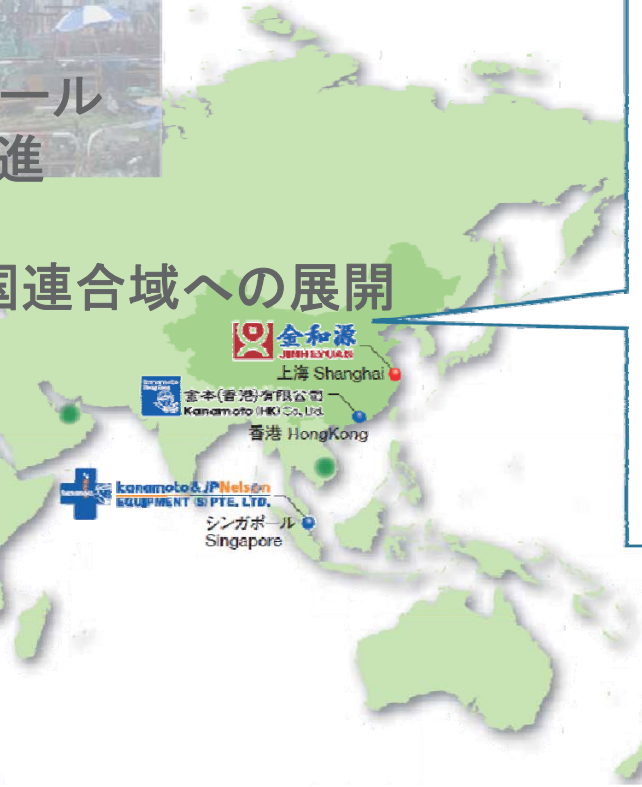 ール
進
国連合域への展開
金和源
JINHEYUAN
上海 Shanghai
金本(香港)有限公司
Kanamoto (HK) Co., Ltd.
香港 HongKong
kanamoto & JPNelson
EQUIPMENT (S) PTE. LTD.
シンガポール
Singapore